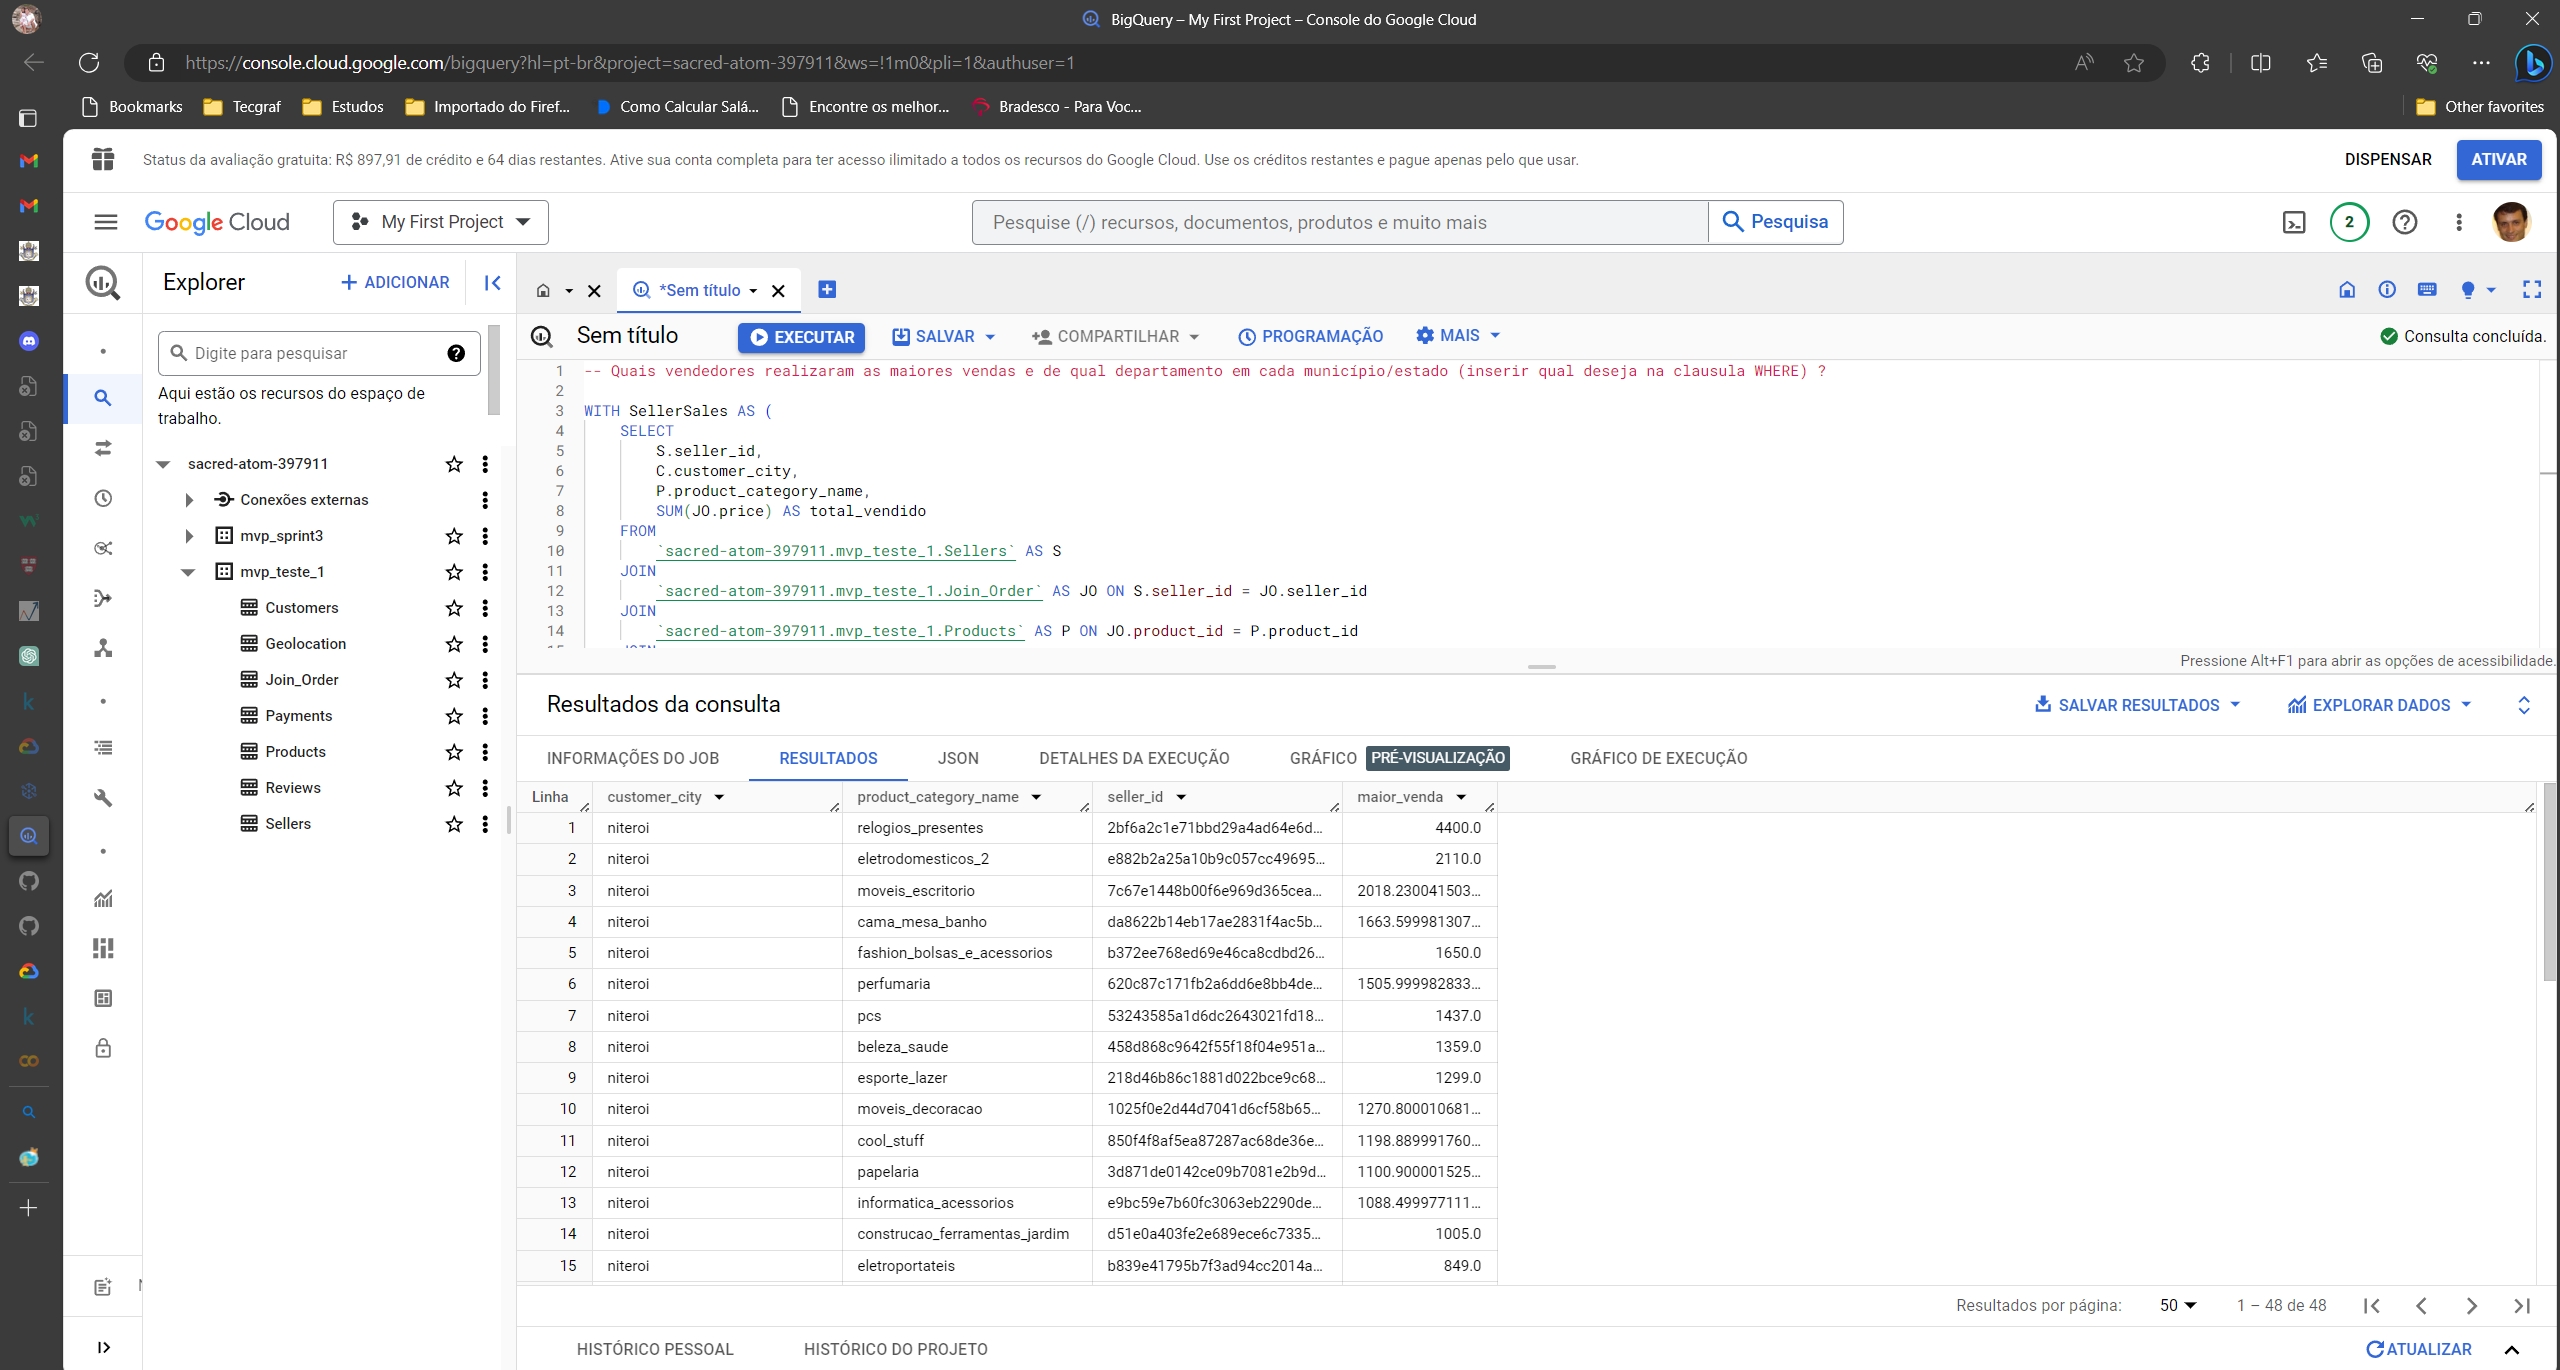 BigQuery – My First Project – Console do Google Cloud
https://console.cloud.google.com/bigquery?hl=pt-br&project=sacred-atom-397911&ws=!1m0&pli=1&authuser=1
Bookmarks Tecgraf Estudos Importado do Firef... Como Calcular Salá... Encontre os melhor... Bradesco - Para Voc... Other favorites
Status da avaliação gratuita: R$ 897,91 de crédito e 64 dias restantes. Ative sua conta completa para ter acesso ilimitado a todos os recursos do Google Cloud. Use os créditos restantes e pague apenas pelo que usar.
DISPENSAR ATIVAR
Google Cloud My First Project Pesquise (/) recursos, documentos, produtos e muito mais Pesquisa 2
Explorer + ADICIONAR
Digite para pesquisar
Aqui estão os recursos do espaço de
trabalho.
sacred-atom-397911
Conexões externas
mvp_sprint3
mvp_teste_1
Customers
Geolocation
Join_Order
Payments
Products
Reviews
Sellers
*Sem título
Sem título EXECUTAR SALVAR COMPARTILHAR PROGRAMAÇÃO MAIS Consulta concluída.
1 -- Quais vendedores realizaram as maiores vendas e de qual departamento em cada município/estado (inserir qual deseja na clausula WHERE) ?
2
3 WITH SellerSales AS (
4 SELECT
5 S.seller_id,
6 C.customer_city,
7 P.product_category_name,
8 SUM(JO.price) AS total_vendido
9 FROM
10 `sacred-atom-397911.mvp_teste_1.Sellers` AS S
11 JOIN
12 `sacred-atom-397911.mvp_teste_1.Join_Order` AS JO ON S.seller_id = JO.seller_id
13 JOIN
14 `sacred-atom-397911.mvp_teste_1.Products` AS P ON JO.product_id = P.product_id
Pressione Alt+F1 para abrir as opções de acessibilidade.
Resultados da consulta SALVAR RESULTADOS EXPLORAR DADOS
INFORMAÇÕES DO JOB RESULTADOS JSON DETALHES DA EXECUÇÃO GRÁFICO PRÉ-VISUALIZAÇÃO GRÁFICO DE EXECUÇÃO
Linha customer_city product_category_name seller_id maior_venda
1 niteroi relogios_presentes 2bf6a2c1e71bbd29a4ad64e6d... 4400.0
2 niteroi eletrodomesticos_2 e882b2a25a10b9c057cc49695... 2110.0
3 niteroi moveis_escritorio 7c67e1448b00f6e969d365cea... 2018.230041503...
4 niteroi cama_mesa_banho da8622b14eb17ae2831f4ac5b... 1663.599981307...
5 niteroi fashion_bolsas_e_acessorios b372ee768ed69e46ca8cdbd26... 1650.0
6 niteroi perfumaria 620c87c171fb2a6dd6e8bb4de... 1505.999982833...
7 niteroi pcs 53243585a1d6dc2643021fd18... 1437.0
8 niteroi beleza_saude 458d868c9642f55f18f04e951a... 1359.0
9 niteroi esporte_lazer 218d46b86c1881d022bce9c68... 1299.0
10 niteroi moveis_decoracao 1025f0e2d44d7041d6cf58b65... 1270.800010681...
11 niteroi cool_stuff 850f4f8af5ea87287ac68de36e... 1198.889991760...
12 niteroi papelaria 3d871de0142ce09b7081e2b9d... 1100.900001525...
13 niteroi informatica_acessorios e9bc59e7b60fc3063eb2290de... 1088.499977111...
14 niteroi construcao_ferramentas_jardim d51e0a403fe2e689ece6c7335... 1005.0
15 niteroi eletroportateis b839e41795b7f3ad94cc2014a... 849.0
Resultados por página: 50 1 – 48 de 48
HISTÓRICO PESSOAL HISTÓRICO DO PROJETO ATUALIZAR